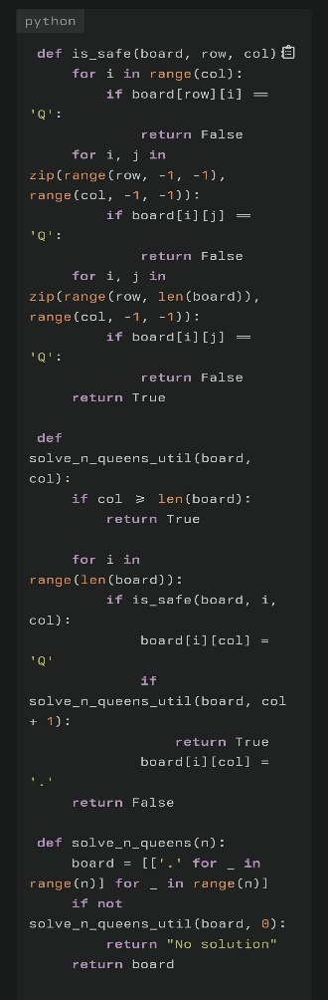 python
def is_safe(board, row, col):
for i in range(col):
if board[row][i] ==
'Q':
return False
for i, j in
zip(range(row, -1, -1),
range(col, -1, -1)):
if board[i][j] ==
'Q':
return False
for i, j in
zip(range(row, len(board)),
range(col, -1, -1)):
if board[i][j] ==
'Q':
return False
return True
def
solve_n_queens_util(board,
col):
if col >= len(board):
return True
for i in
range(len(board)):
if is_safe(board, i,
col):
board[i][col] =
'Q'
if
solve_n_queens_util(board, col
+ 1):
return True
board[i][col] =
'.'
return False
def solve_n_queens(n):
board = [['.' for _ in
range(n)] for _ in range(n)]
if not
solve_n_queens_util(board, 0):
return "No solution"
return board